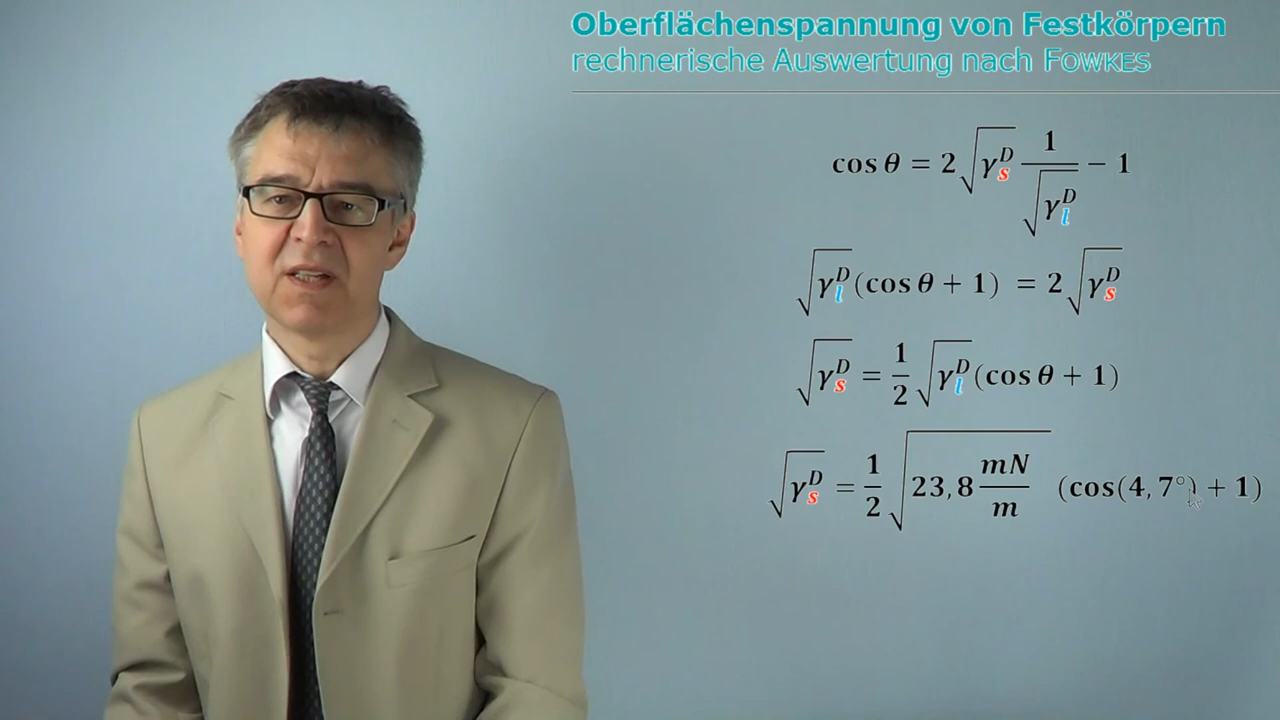 Oberflächenspannung von Festkörpern
rechnerische Auswertung nach FOWKES
cos θ = 2 √(γ_s^D) 1/√(γ_l^D) − 1
√(γ_l^D) (cos θ + 1) = 2 √(γ_s^D)
√(γ_s^D) = 1/2 √(γ_l^D) (cos θ + 1)
√(γ_s^D) = 1/2 √(23,8 mN/m) (cos(4,7°) + 1)